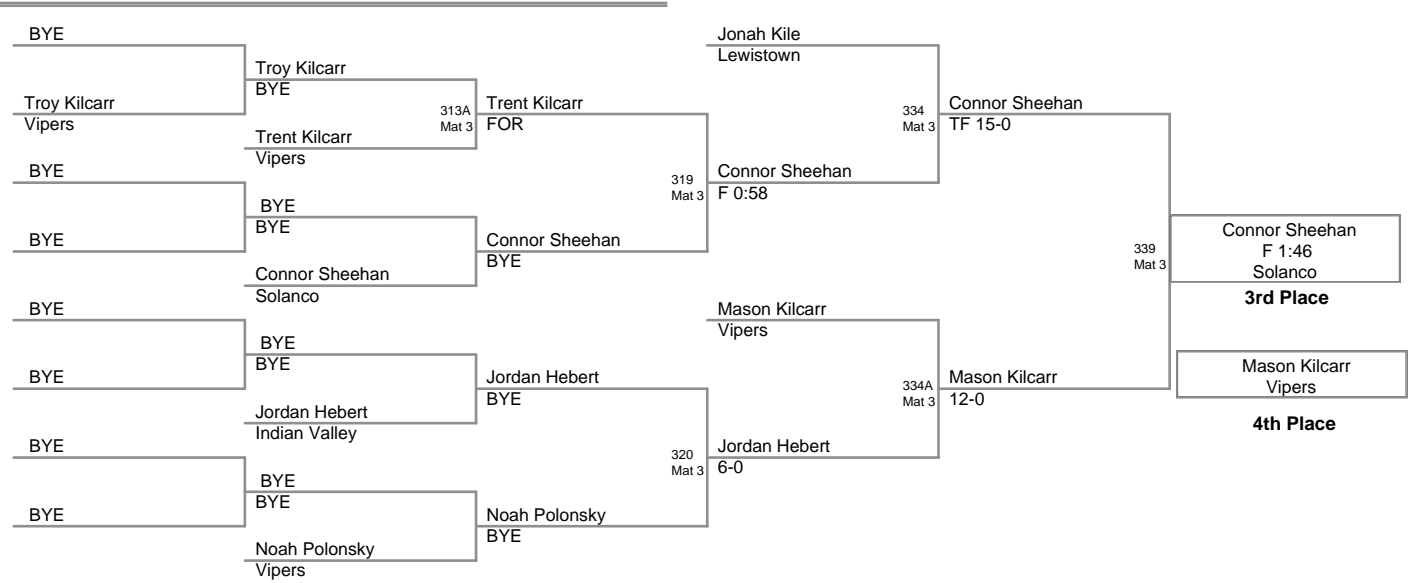 BYE
Troy Kilcarr
Vipers
BYE
BYE
BYE
BYE
BYE
BYE
Troy Kilcarr
BYE
Trent Kilcarr
Vipers
BYE
BYE
Connor Sheehan
Solanco
BYE
BYE
Jordan Hebert
Indian Valley
BYE
BYE
Noah Polonsky
Vipers
313A
Mat 3
Trent Kilcarr
FOR
Connor Sheehan
BYE
Jordan Hebert
BYE
Noah Polonsky
BYE
319
Mat 3
320
Mat 3
Jonah Kile
Lewistown
Connor Sheehan
F 0:58
Mason Kilcarr
Vipers
Jordan Hebert
6-0
334
Mat 3
334A
Mat 3
Connor Sheehan
TF 15-0
Mason Kilcarr
12-0
339
Mat 3
Connor Sheehan
F 1:46
Solanco
3rd Place
Mason Kilcarr
Vipers
4th Place